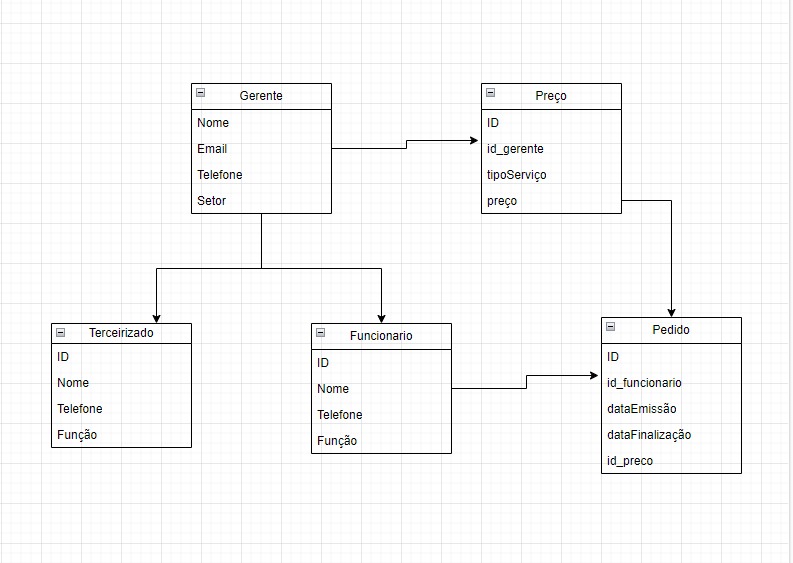 Gerente
Nome
Email
Telefone
Setor
Preço
ID
id_gerente
tipoServiço
preço
Terceirizado
ID
Nome
Telefone
Função
Funcionario
ID
Nome
Telefone
Função
Pedido
ID
id_funcionario
dataEmissão
dataFinalização
id_preco